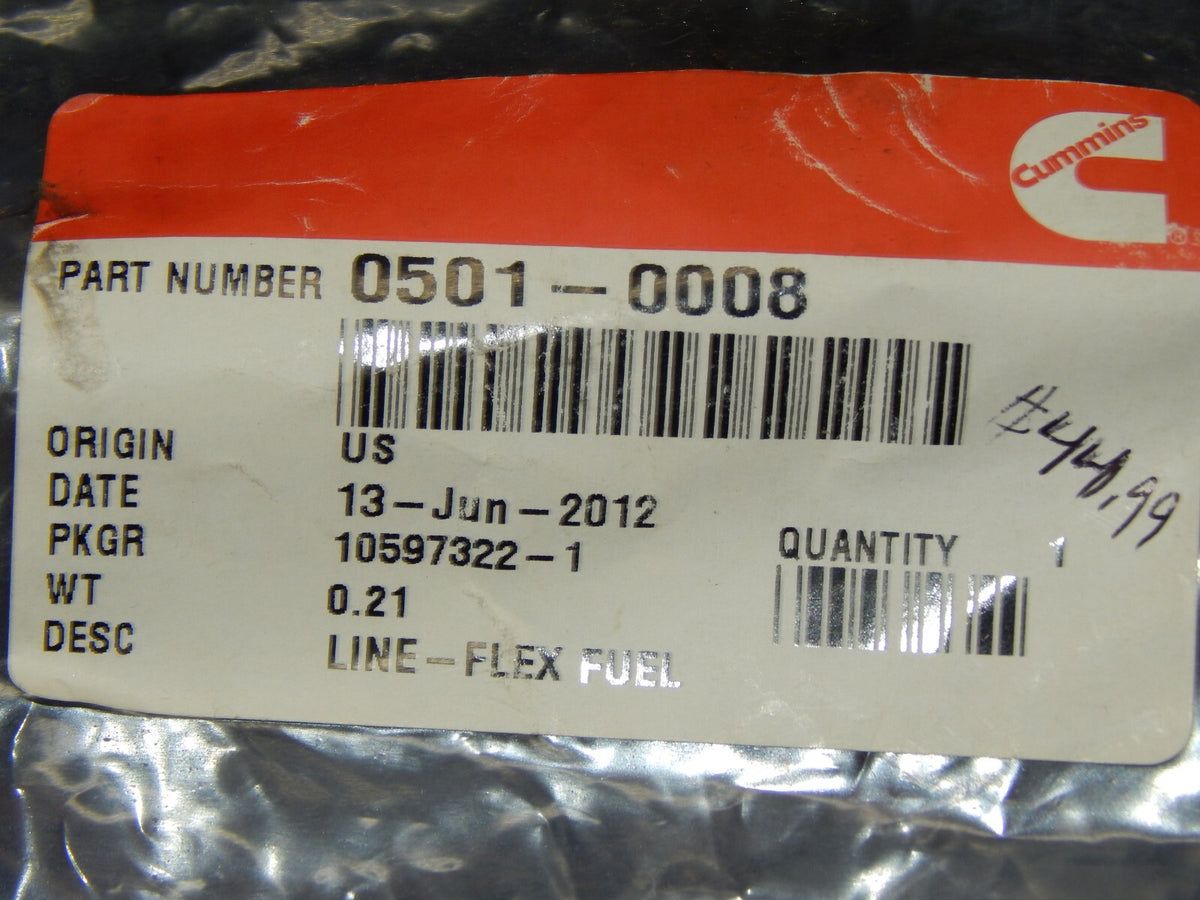 Cummins
®
PART NUMBER 0501-0008
ORIGIN US
DATE 13-Jun-2012
PKGR 10597322-1
WT 0.21
DESC LINE-FLEX FUEL
QUANTITY 1